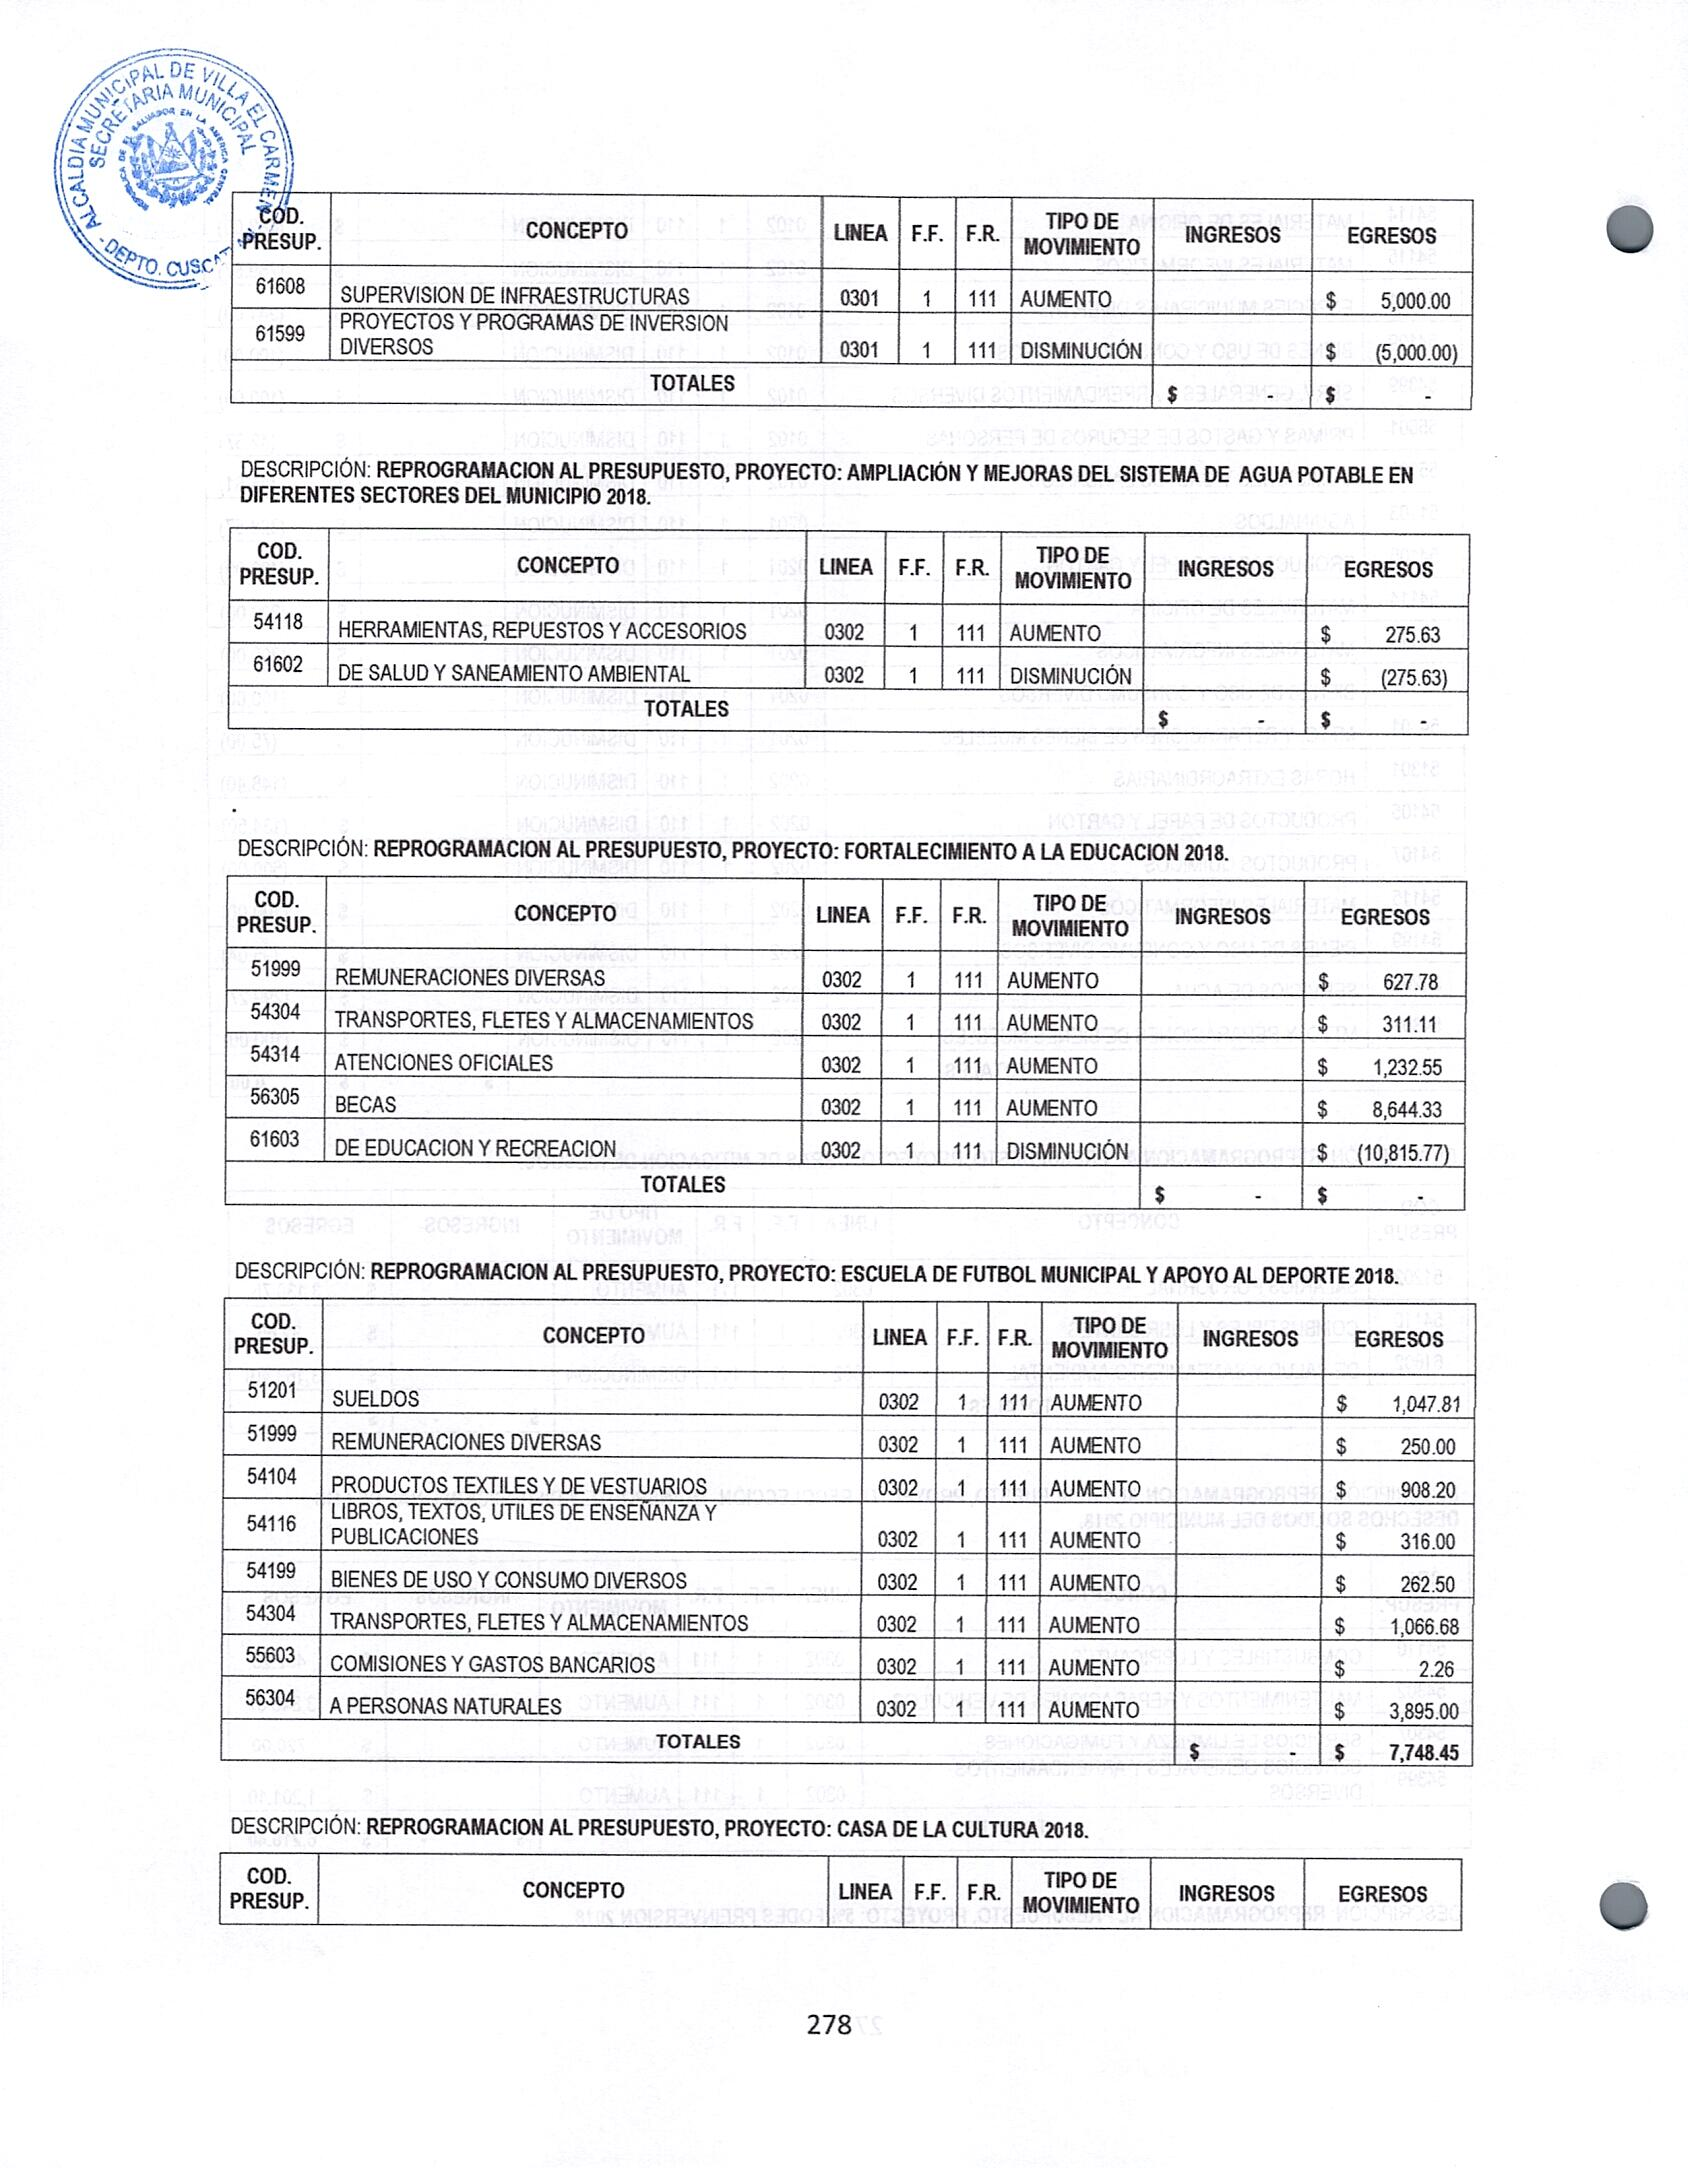 ALCALDIA MUNICIPAL DE VILLA EL CARMEN
SECRETARIA MUNICIPAL
EL SALVADOR EN LA AMERICA CENTRAL
DEPTO. CUSCAT
COD. PRESUP. CONCEPTO LINEA F.F. F.R. TIPO DE MOVIMIENTO INGRESOS EGRESOS
61608 SUPERVISION DE INFRAESTRUCTURAS 0301 1 111 AUMENTO $ 5,000.00
61599 PROYECTOS Y PROGRAMAS DE INVERSION DIVERSOS 0301 1 111 DISMINUCIÓN $ (5,000.00)
TOTALES $ - $ -
DESCRIPCIÓN: REPROGRAMACION AL PRESUPUESTO, PROYECTO: AMPLIACIÓN Y MEJORAS DEL SISTEMA DE AGUA POTABLE EN
DIFERENTES SECTORES DEL MUNICIPIO 2018.
COD. PRESUP. CONCEPTO LINEA F.F. F.R. TIPO DE MOVIMIENTO INGRESOS EGRESOS
54118 HERRAMIENTAS, REPUESTOS Y ACCESORIOS 0302 1 111 AUMENTO $ 275.63
61602 DE SALUD Y SANEAMIENTO AMBIENTAL 0302 1 111 DISMINUCIÓN $ (275.63)
TOTALES $ - $ -
DESCRIPCIÓN: REPROGRAMACION AL PRESUPUESTO, PROYECTO: FORTALECIMIENTO A LA EDUCACION 2018.
COD. PRESUP. CONCEPTO LINEA F.F. F.R. TIPO DE MOVIMIENTO INGRESOS EGRESOS
51999 REMUNERACIONES DIVERSAS 0302 1 111 AUMENTO $ 627.78
54304 TRANSPORTES, FLETES Y ALMACENAMIENTOS 0302 1 111 AUMENTO $ 311.11
54314 ATENCIONES OFICIALES 0302 1 111 AUMENTO $ 1,232.55
56305 BECAS 0302 1 111 AUMENTO $ 8,644.33
61603 DE EDUCACION Y RECREACION 0302 1 111 DISMINUCIÓN $ (10,815.77)
TOTALES $ - $ -
DESCRIPCIÓN: REPROGRAMACION AL PRESUPUESTO, PROYECTO: ESCUELA DE FUTBOL MUNICIPAL Y APOYO AL DEPORTE 2018.
COD. PRESUP. CONCEPTO LINEA F.F. F.R. TIPO DE MOVIMIENTO INGRESOS EGRESOS
51201 SUELDOS 0302 1 111 AUMENTO $ 1,047.81
51999 REMUNERACIONES DIVERSAS 0302 1 111 AUMENTO $ 250.00
54104 PRODUCTOS TEXTILES Y DE VESTUARIOS 0302 1 111 AUMENTO $ 908.20
54116 LIBROS, TEXTOS, UTILES DE ENSEÑANZA Y PUBLICACIONES 0302 1 111 AUMENTO $ 316.00
54199 BIENES DE USO Y CONSUMO DIVERSOS 0302 1 111 AUMENTO $ 262.50
54304 TRANSPORTES, FLETES Y ALMACENAMIENTOS 0302 1 111 AUMENTO $ 1,066.68
55603 COMISIONES Y GASTOS BANCARIOS 0302 1 111 AUMENTO $ 2.26
56304 A PERSONAS NATURALES 0302 1 111 AUMENTO $ 3,895.00
TOTALES $ - $ 7,748.45
DESCRIPCIÓN: REPROGRAMACION AL PRESUPUESTO, PROYECTO: CASA DE LA CULTURA 2018.
COD. PRESUP. CONCEPTO LINEA F.F. F.R. TIPO DE MOVIMIENTO INGRESOS EGRESOS
278